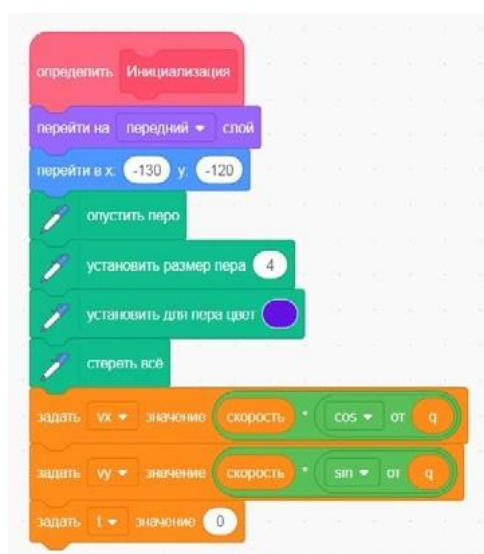 определить Инициализация
перейти на передний слой
перейти в x: -130 y: -120
опустить перо
установить размер пера 4
установить для пера цвет
стереть всё
задать vx значение скорость * cos от q
задать vy значение скорость * sin от q
задать t значение 0